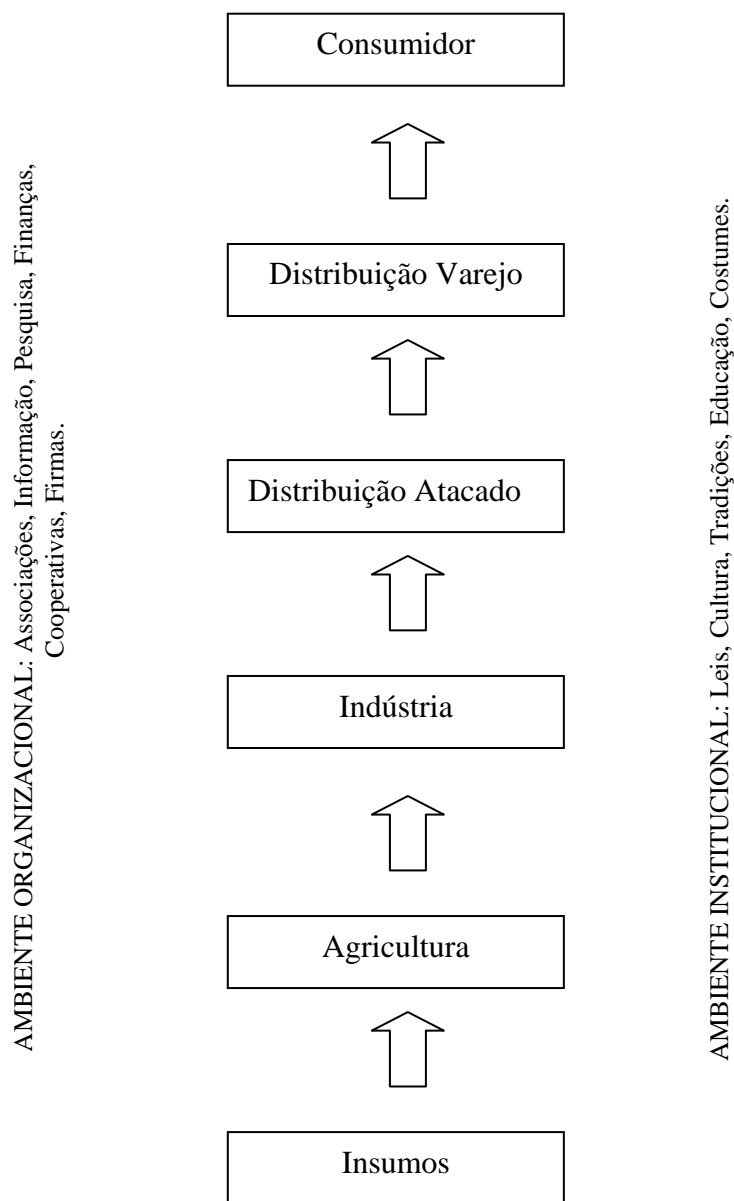 AMBIENTE ORGANIZACIONAL: Associações, Informação, Pesquisa, Finanças,
Cooperativas, Firmas.
Consumidor
Distribuição Varejo
Distribuição Atacado
Indústria
Agricultura
Insumos
AMBIENTE INSTITUCIONAL: Leis, Cultura, Tradições, Educação, Costumes.